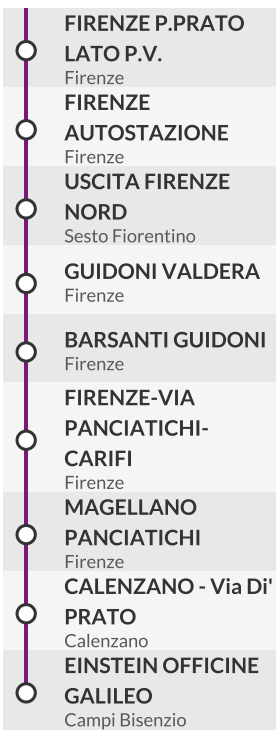 FIRENZE P.PRATO
LATO P.V.
Firenze
FIRENZE
AUTOSTAZIONE
Firenze
USCITA FIRENZE
NORD
Sesto Fiorentino
GUIDONI VALDERA
Firenze
BARSANTI GUIDONI
Firenze
FIRENZE-VIA
PANCIATICHI-
CARIFI
Firenze
MAGELLANO
PANCIATICHI
Firenze
CALENZANO - Via Di'
PRATO
Calenzano
EINSTEIN OFFICINE
GALILEO
Campi Bisenzio